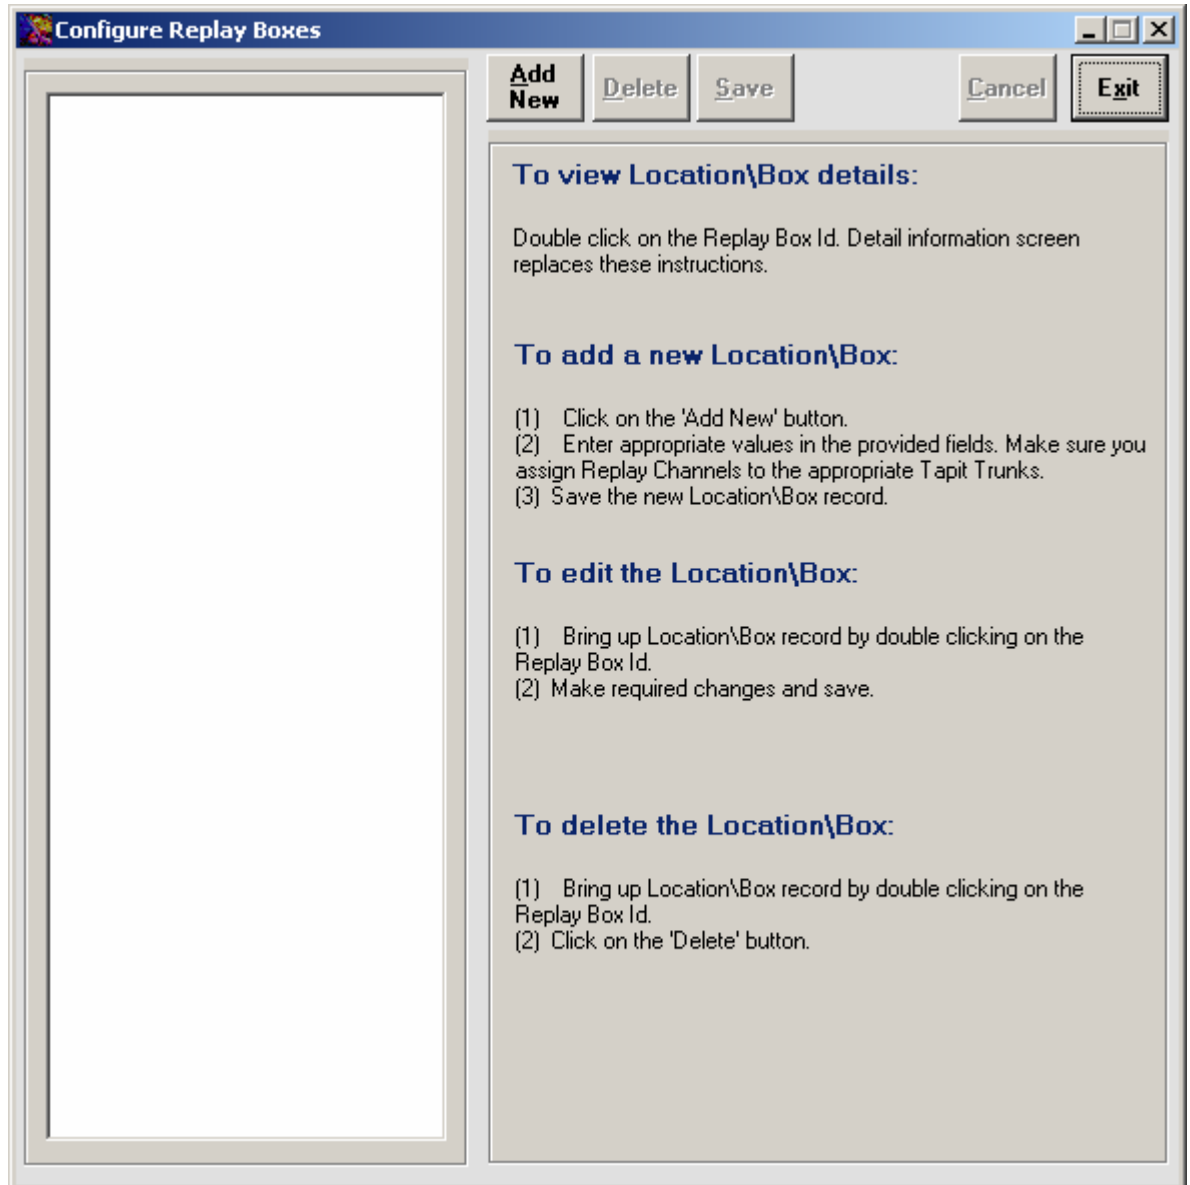 Configure Replay Boxes
Add
New
Delete
Save
Cancel
Exit
To view Location\Box details:
Double click on the Replay Box Id. Detail information screen
replaces these instructions.
To add a new Location\Box:
(1) Click on the 'Add New' button.
(2) Enter appropriate values in the provided fields. Make sure you
assign Replay Channels to the appropriate Tapit Trunks.
(3) Save the new Location\Box record.
To edit the Location\Box:
(1) Bring up Location\Box record by double clicking on the
Replay Box Id.
(2) Make required changes and save.
To delete the Location\Box:
(1) Bring up Location\Box record by double clicking on the
Replay Box Id.
(2) Click on the 'Delete' button.